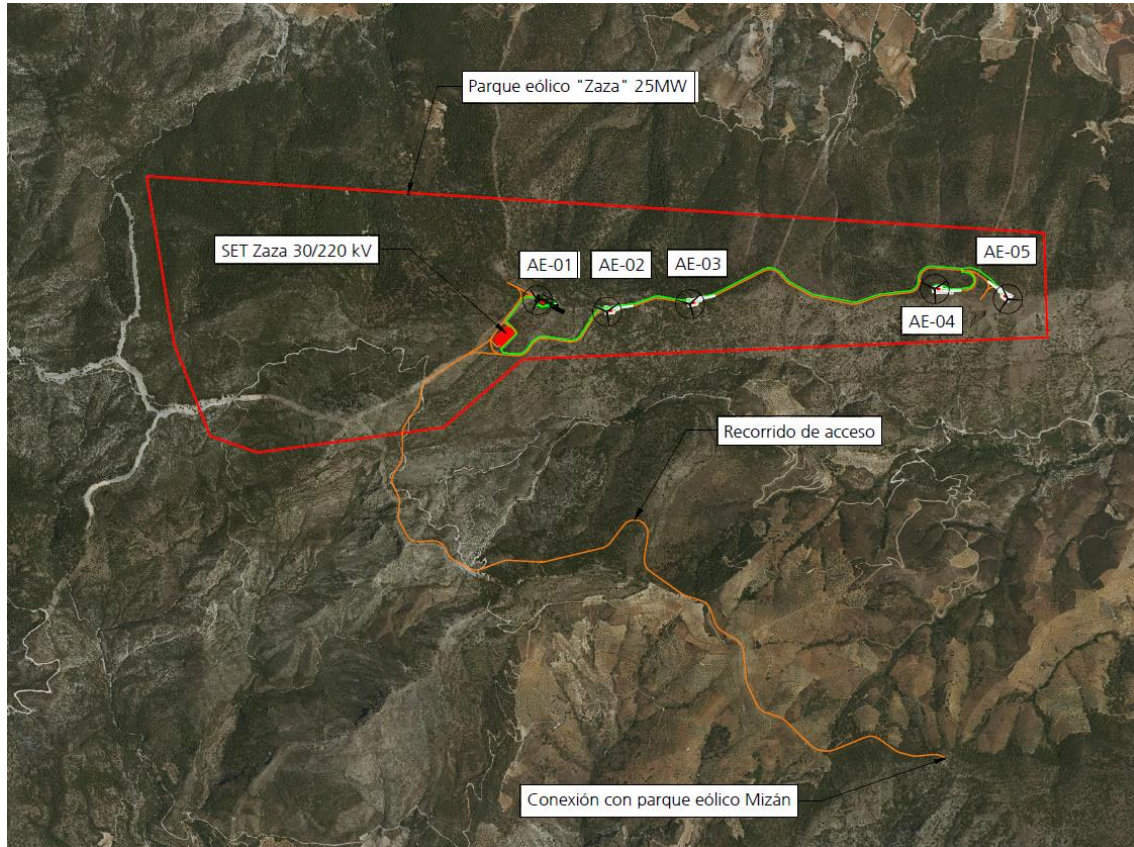 Parque eólico "Zaza" 25MW
SET Zaza 30/220 kV
AE-01
AE-02
AE-03
AE-05
AE-04
Recorrido de acceso
Conexión con parque eólico Mizán